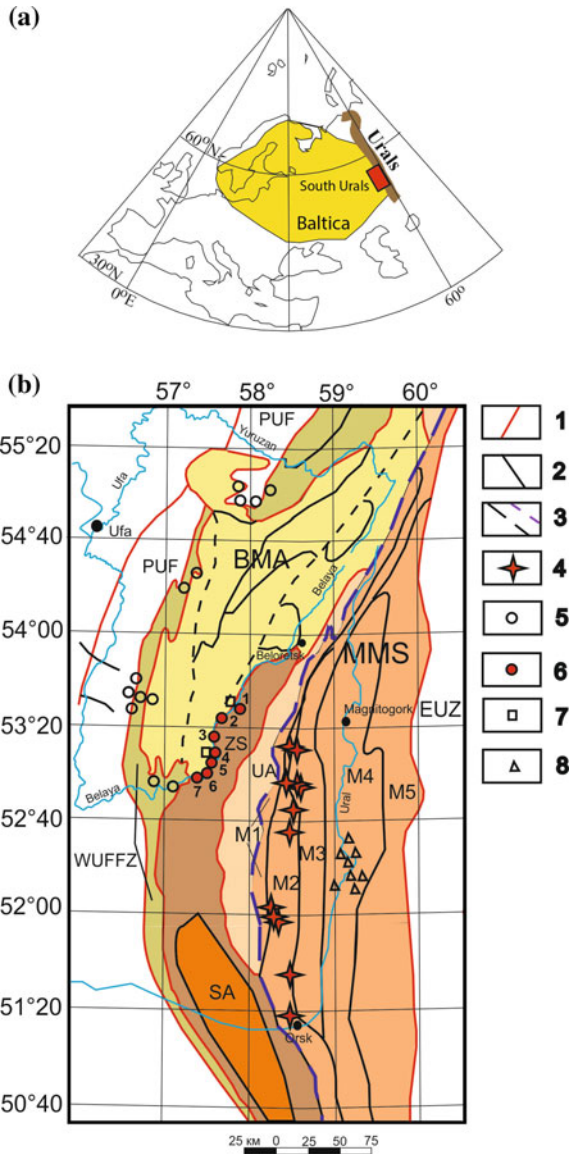 (a)
60°N
Urals
South Urals
Baltica
30°N
0°E
60°
(b)
57° 58° 59° 60°
55°20
54°40
54°00
53°20
52°40
52°00
51°20
50°40
PUF
Yuruzan
Ufa
Ufa
PUF
BMA
Belaya
Beloretsk
MMS
Magnitogork
EUZ
1
2
3
ZS
4
5
6
7
Belaya
UA
Ural
M4
M5
M1
M3
WUFFZ
M2
SA
Orsk
1
2
3
4
5
6
7
8
25 км 0 25 50 75